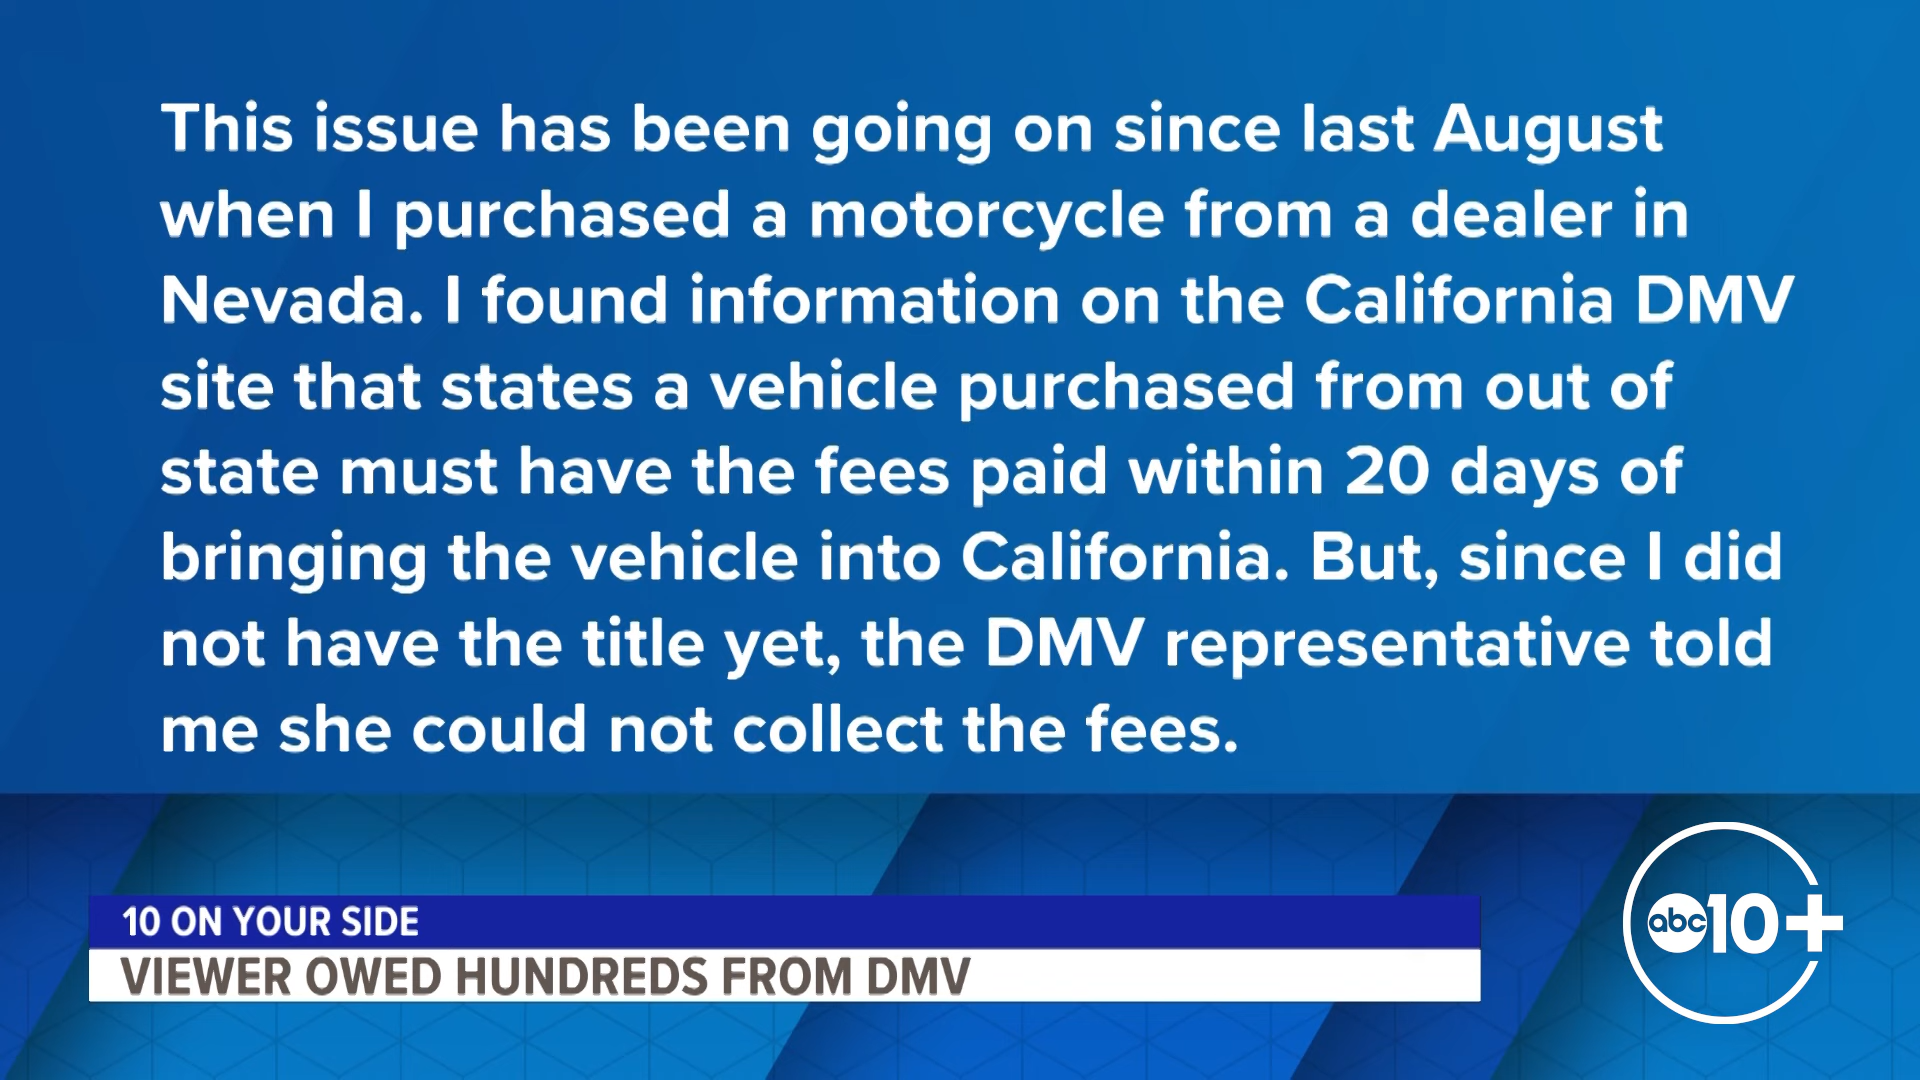 This issue has been going on since last August
when I purchased a motorcycle from a dealer in
Nevada. I found information on the California DMV
site that states a vehicle purchased from out of
state must have the fees paid within 20 days of
bringing the vehicle into California. But, since I did
not have the title yet, the DMV representative told
me she could not collect the fees.
10 ON YOUR SIDE
VIEWER OWED HUNDREDS FROM DMV
abc10+